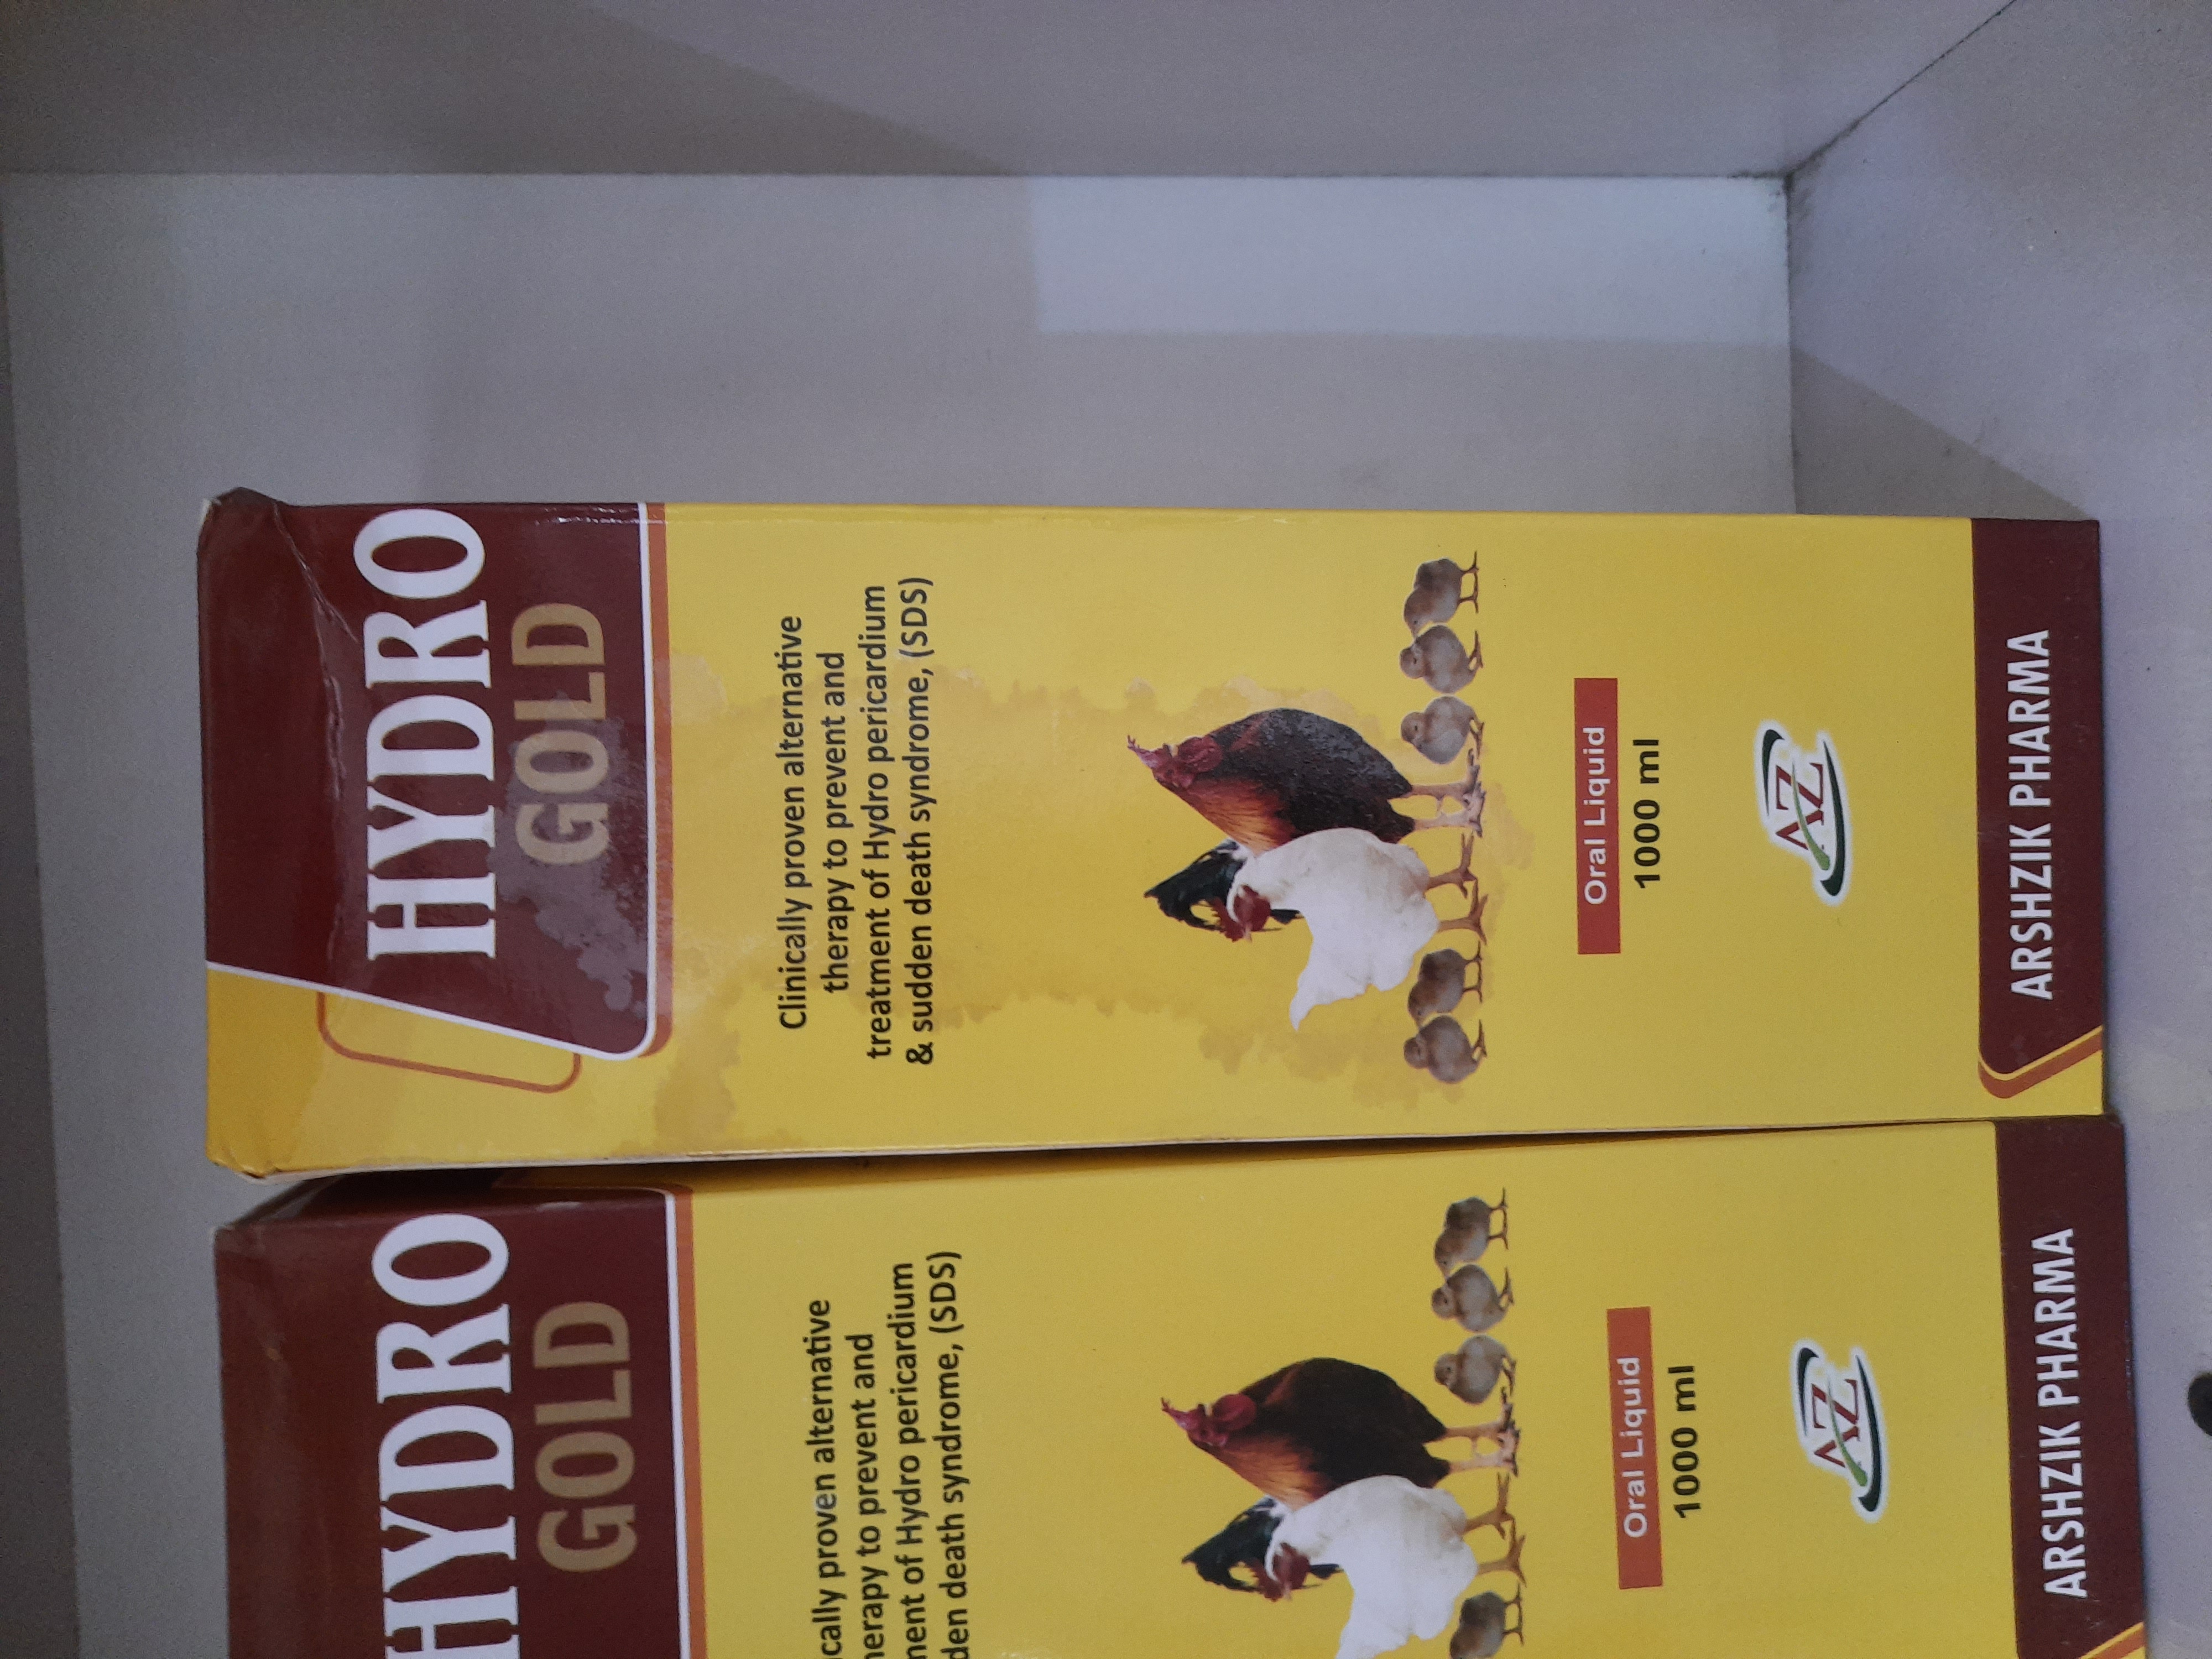 HYDRO
GOLD
cally proven alternative
therapy to prevent and
ment of Hydro pericardium
den death syndrome, (SDS)
Oral Liquid
1000 ml
AZ
ARSHZIK PHARMA
HYDRO
GOLD
Clinically proven alternative
therapy to prevent and
treatment of Hydro pericardium
& sudden death syndrome, (SDS)
Oral Liquid
1000 ml
AZ
ARSHZIK PHARMA